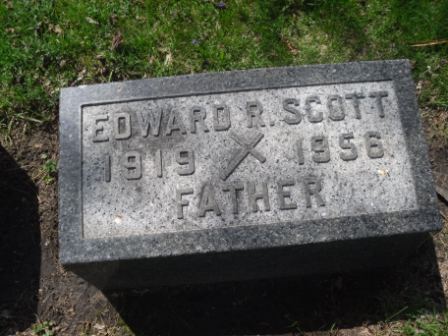 EDWARD R. SCOTT
1919 1956
FATHER